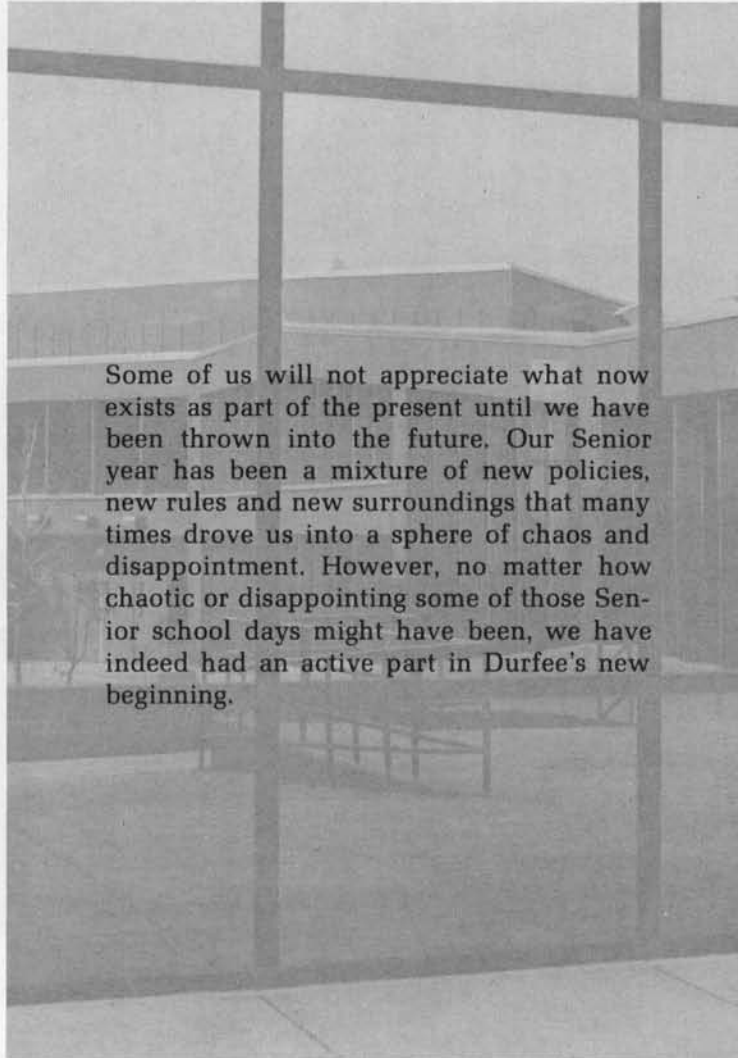 Some of us will not appreciate what now
exists as part of the present until we have
been thrown into the future. Our Senior
year has been a mixture of new policies,
new rules and new surroundings that many
times drove us into a sphere of chaos and
disappointment. However, no matter how
chaotic or disappointing some of those Sen-
ior school days might have been, we have
indeed had an active part in Durfee's new
beginning.